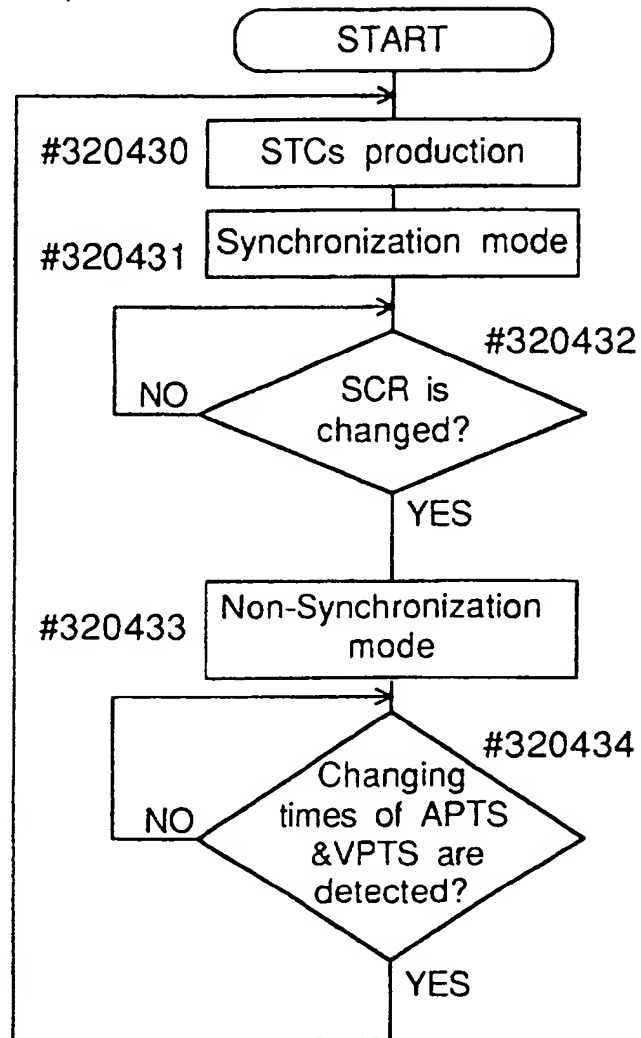 START
#320430
STCs production
#320431
Synchronization mode
#320432
SCR is
changed?
NO
YES
#320433
Non-Synchronization
mode
#320434
Changing
times of APTS
&VPTS are
detected?
NO
YES